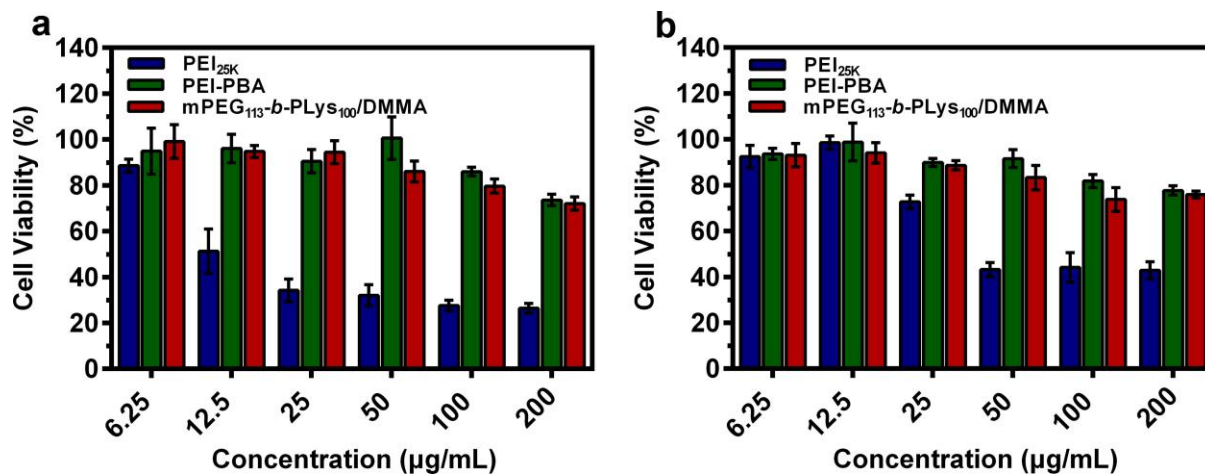 a
140
120
100
80
60
40
20
0
Cell Viability (%)
PEI25K
PEI-PBA
mPEG113-b-PLys100/DMMA
6.25
12.5
25
50
100
200
Concentration (µg/mL)
b
140
120
100
80
60
40
20
0
Cell Viability (%)
PEI25K
PEI-PBA
mPEG113-b-PLys100/DMMA
6.25
12.5
25
50
100
200
Concentration (µg/mL)